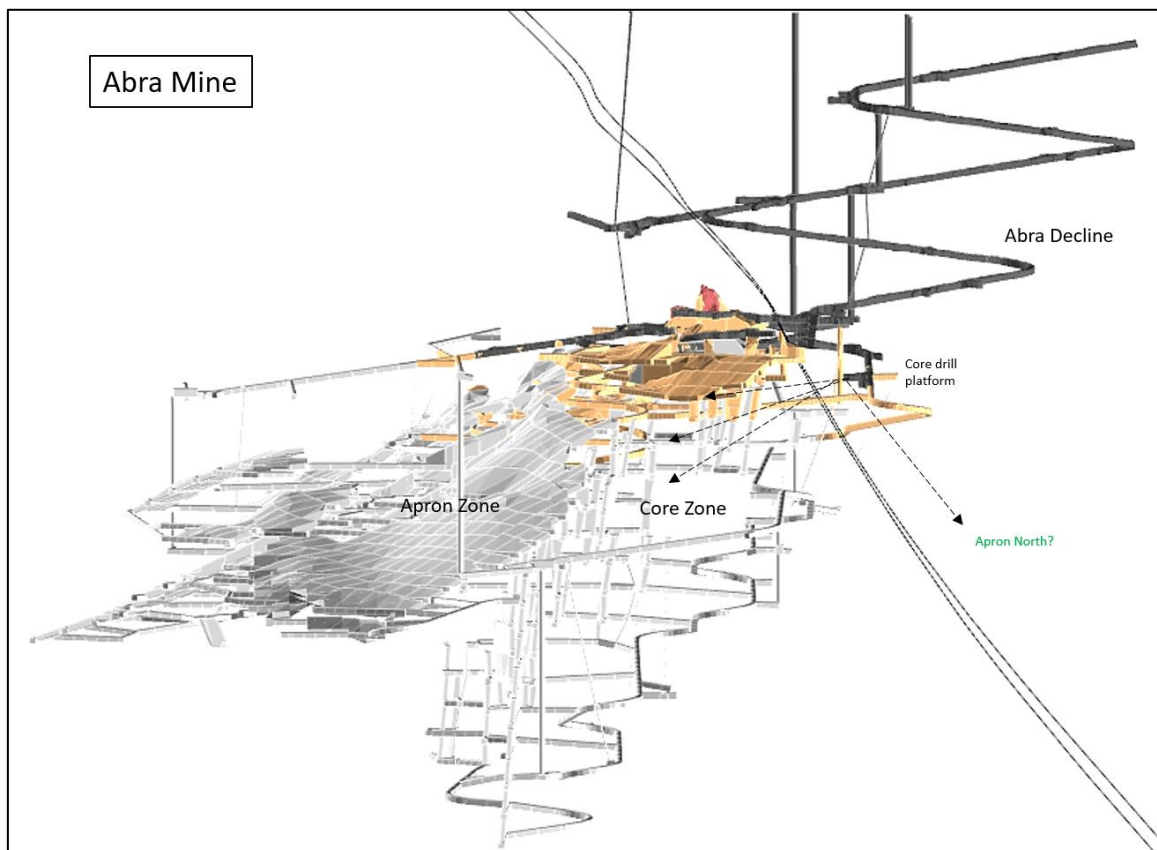 Abra Mine
Abra Decline
Core drill
platform
Apron Zone
Core Zone
Apron North?